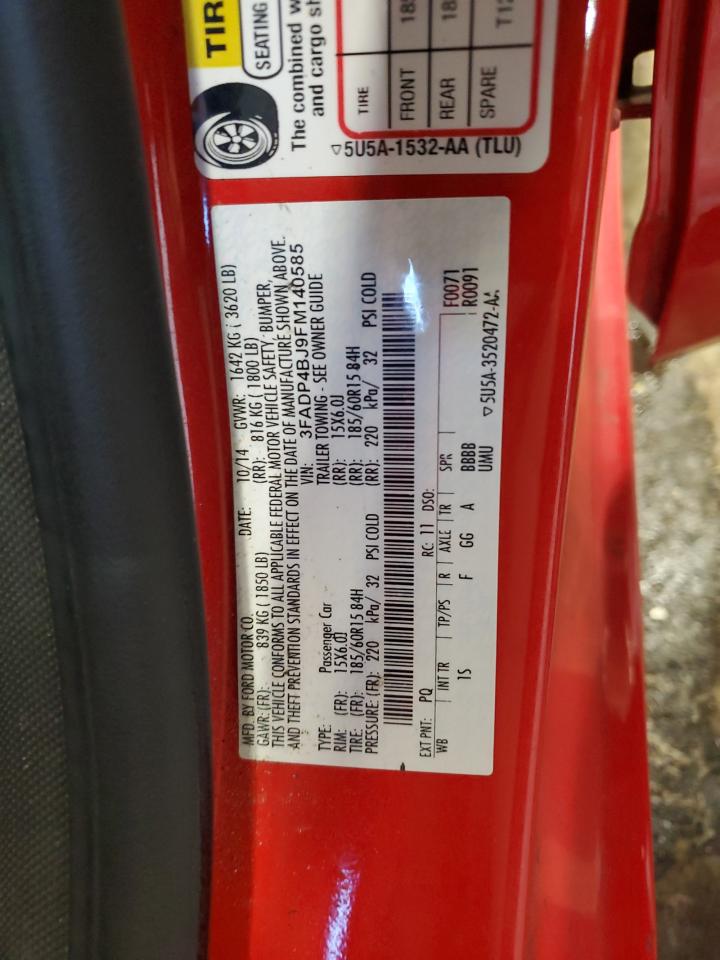 TIR
SEATING
The combined w
and cargo sh
TIRE
FRONT 185
REAR 18
SPARE T12
5U5A-1532-AA (TLU)
MFD. BY FORD MOTOR CO. DATE: 10/14 GVWR: 1642 KG ( 3620 LB)
GAWR: (FR): 839 KG ( 1850 LB) (RR): 816 KG ( 1800 LB)
THIS VEHICLE CONFORMS TO ALL APPLICABLE FEDERAL MOTOR VEHICLE SAFETY, BUMPER,
AND THEFT PREVENTION STANDARDS IN EFFECT ON THE DATE OF MANUFACTURE SHOWN ABOVE.
VIN: 3FADP4BJ9FM140585
TYPE: Passenger Car TRAILER TOWING - SEE OWNER GUIDE
RIM: (FR): 15X6.0J (RR): 15X6.0J
TIRE: (FR): 185/60R15 84H (RR): 185/60R15 84H
PRESSURE: (FR): 220 kPa/ 32 PSI COLD (RR): 220 kPa/ 32 PSI COLD
EXT PNT: PQ RC: 11 DSO: F0071
WB INT TR TP/PS R AXLE TR SPR R0091
1S F GG A BBBB
UMU
5U5A-3520472-A